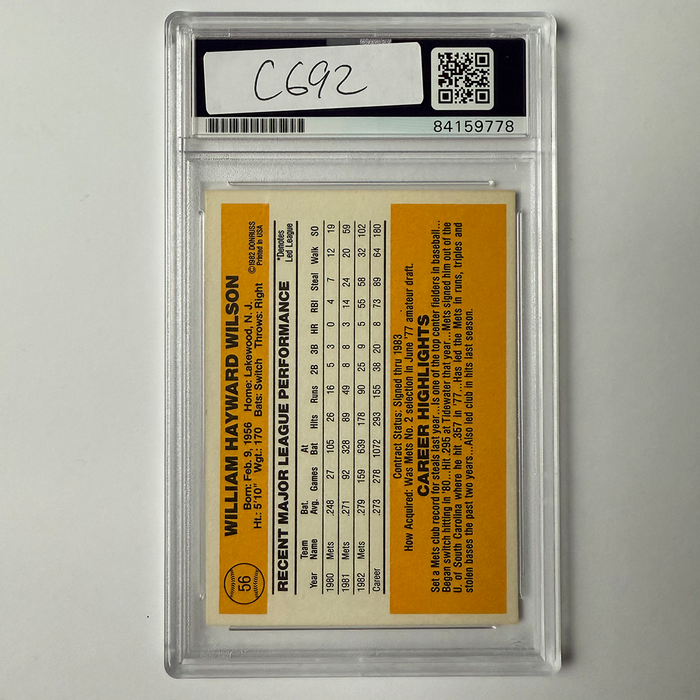 C692
84159778
56
WILLIAM HAYWARD WILSON
Born: Feb. 9, 1956 Home: Lakewood, N. J.
Ht.: 5'10" Wgt.: 170 Bats: Switch Throws: Right
©1982 DONRUSS
Printed in USA
RECENT MAJOR LEAGUE PERFORMANCE
*Denotes
Led League
Year Team Name Bat. Avg. Games At Bat Hits Runs 2B 3B HR RBI Steal Walk SO
1980 Mets .248 27 105 26 16 5 3 0 4 7 12 19
1981 Mets .271 92 328 89 49 8 8 3 14 24 20 59
1982 Mets .279 159 639 178 90 25 9 5 55 58 32 102
Career .273 278 1072 293 155 38 20 8 73 89 64 180
Contract Status: Signed thru 1983
How Acquired: Was Mets No. 2 selection in June '77 amateur draft.
CAREER HIGHLIGHTS
Set a Mets club record for steals last year...Is one of the top center fielders in baseball...
Began switch hitting in '80...Hit .295 at Tidewater that year...Mets signed him out of the
U. of South Carolina where he hit .357 in '77...Has led the Mets in runs, triples and
stolen bases the past two years...Also led club in hits last season.